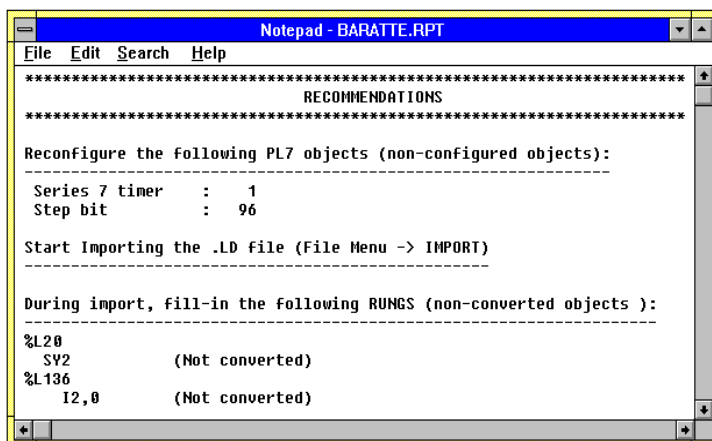 Notepad - BARATTE.RPT
File Edit Search Help
***********************************************************************
RECOMMENDATIONS
***********************************************************************
Reconfigure the following PL7 objects (non-configured objects):
---------------------------------------------------------------
Series 7 timer : 1
Step bit : 96
Start Importing the .LD file (File Menu -> IMPORT)
--------------------------------------------------
During import, fill-in the following RUNGS (non-converted objects ):
--------------------------------------------------------------------
%L20
SY2 (Not converted)
%L136
I2,0 (Not converted)